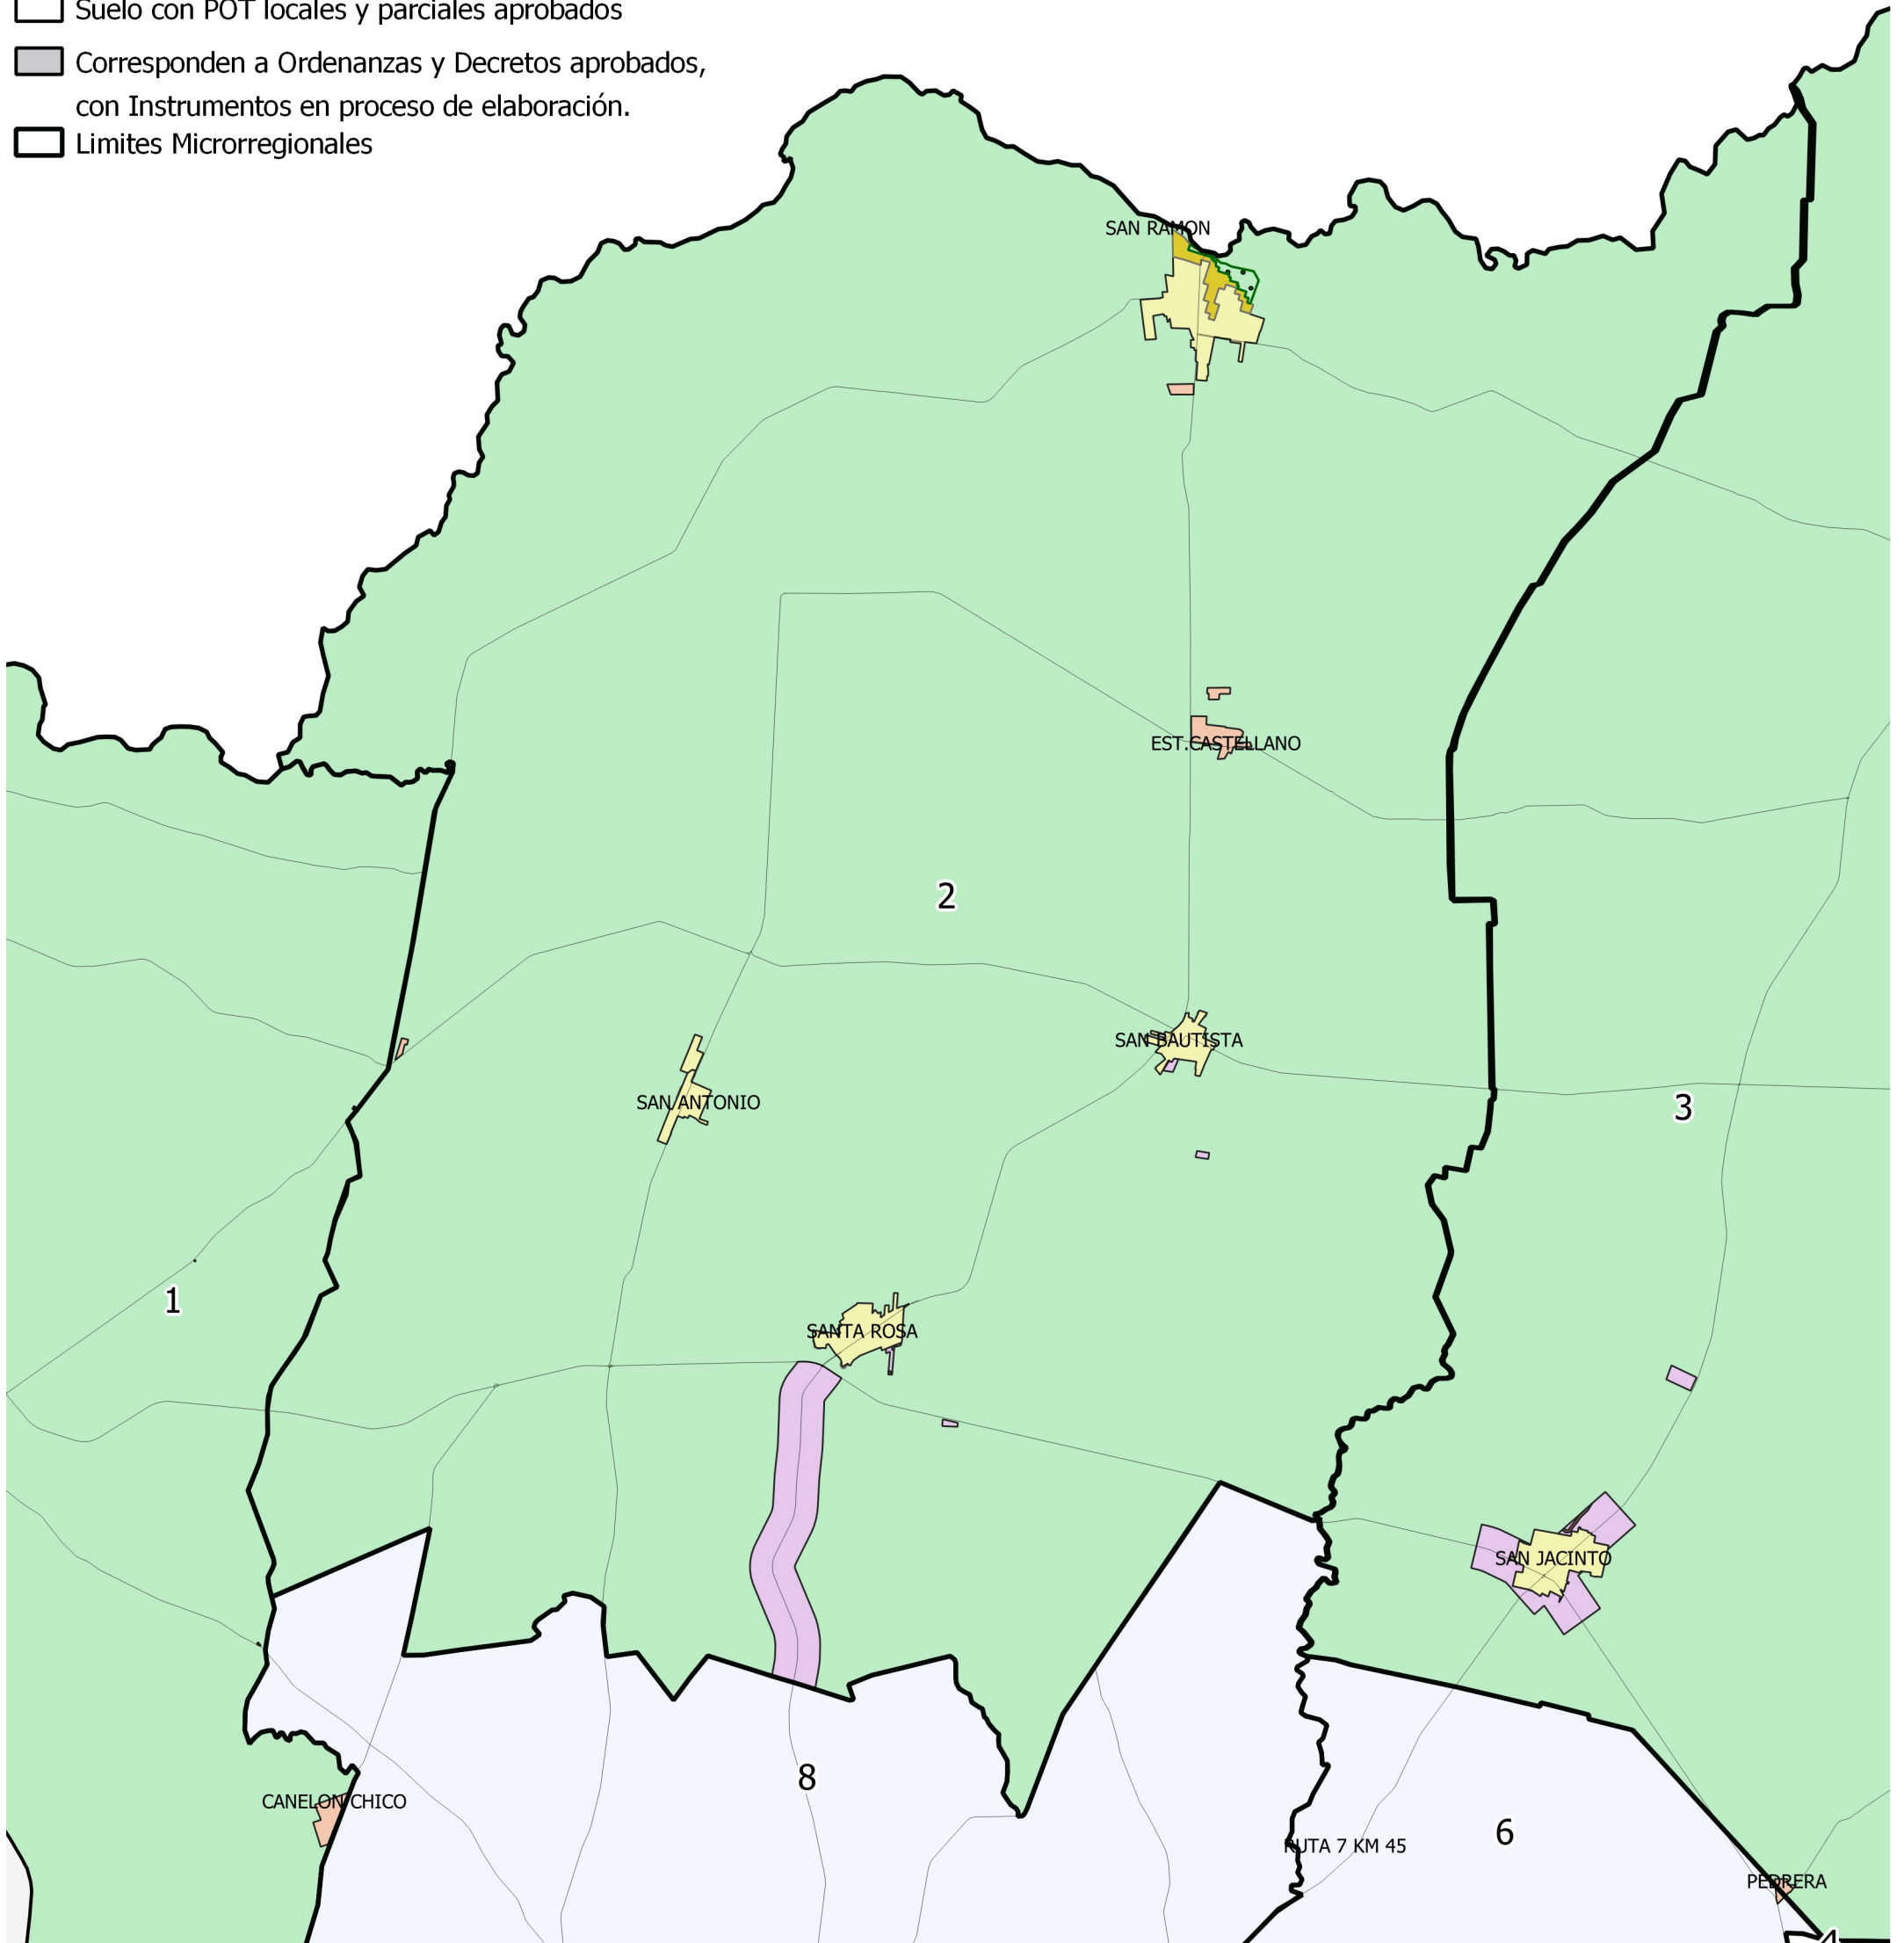 Suelo con POT locales y parciales aprobados
Corresponden a Ordenanzas y Decretos aprobados,
con Instrumentos en proceso de elaboración.
Limites Microrregionales
SAN RAMON
EST.CASTELLANO
2
SAN BAUTISTA
SAN ANTONIO
3
1
SANTA ROSA
SAN JACINTO
8
CANELON CHICO
6
RUTA 7 KM 45
PEDRERA
4